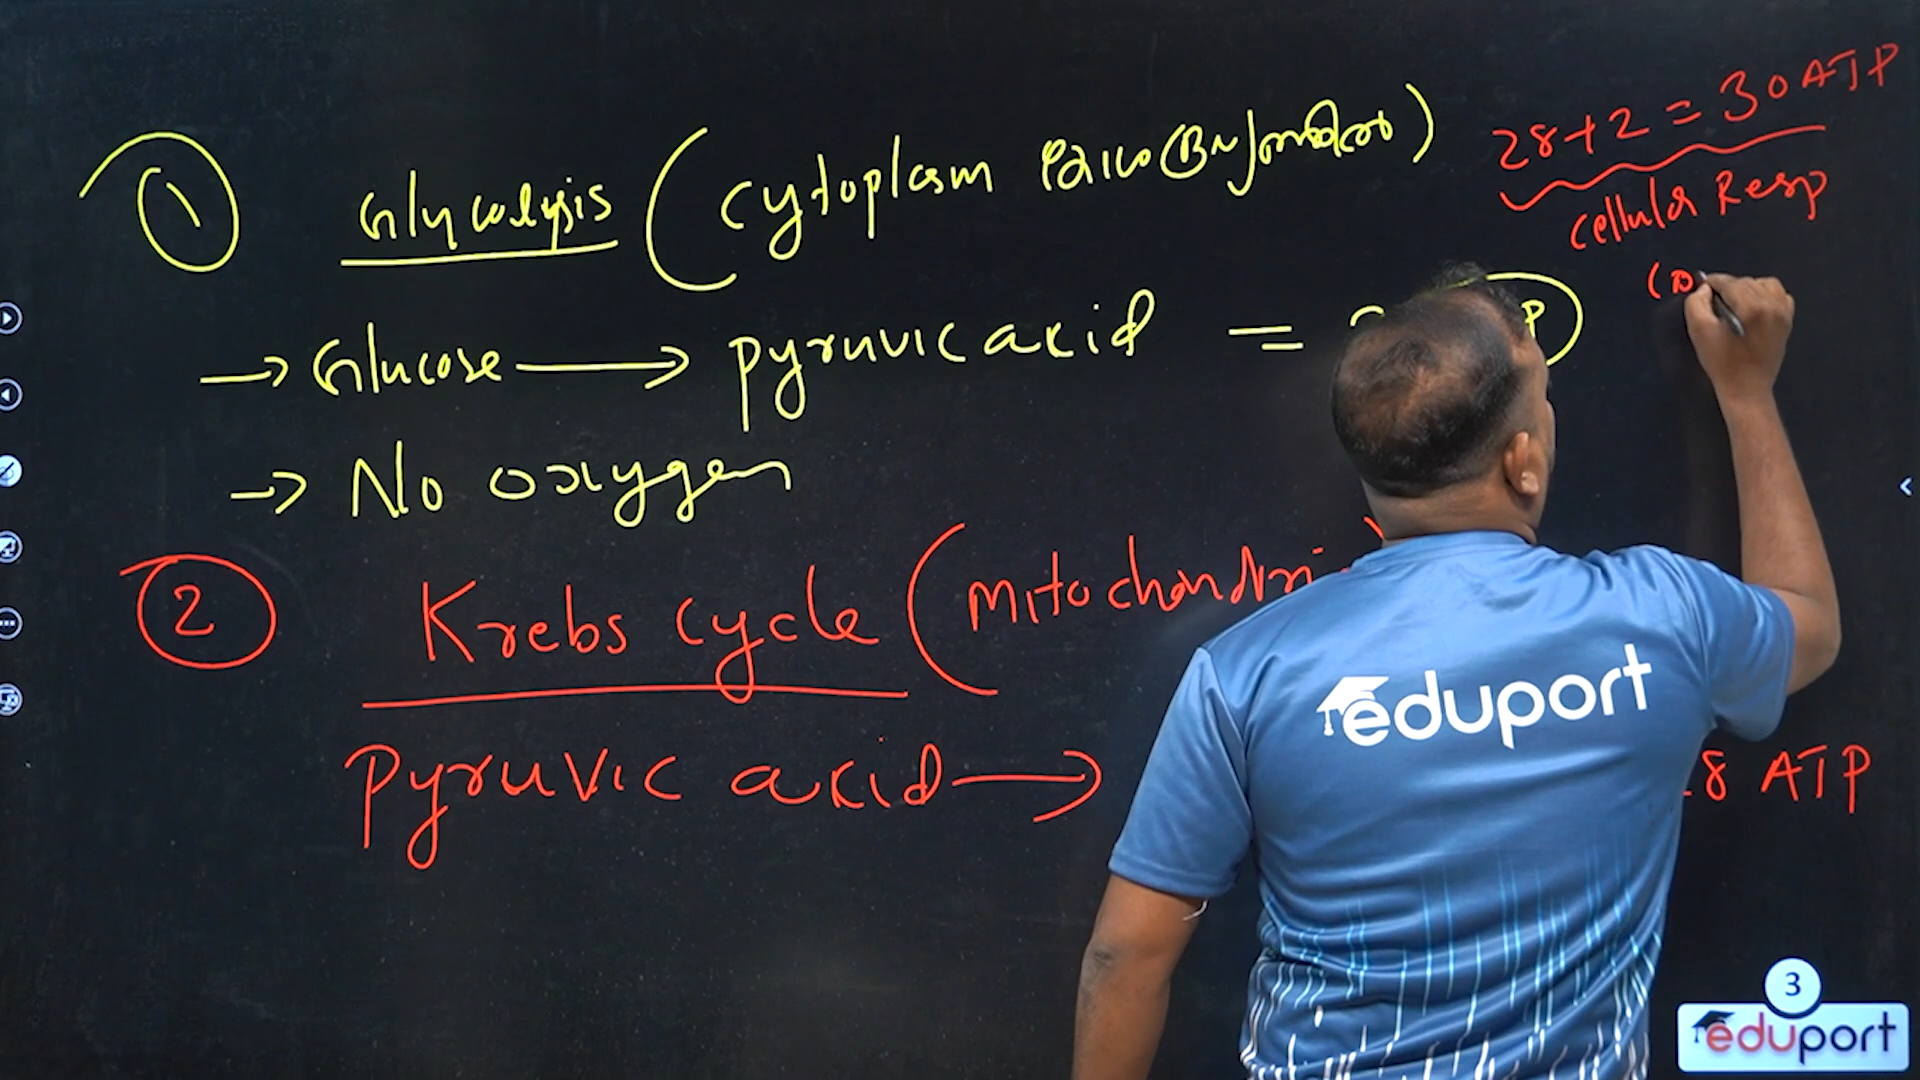 28+2 = 30 ATP
Cellular Resp
1 Glycolysis (Cytoplasm
→ Glucose → pyruvic acid =
→ No oxygen
2 Krebs cycle (Mitochondri
Pyruvic acid → 28 ATP
eduport
3
eduport